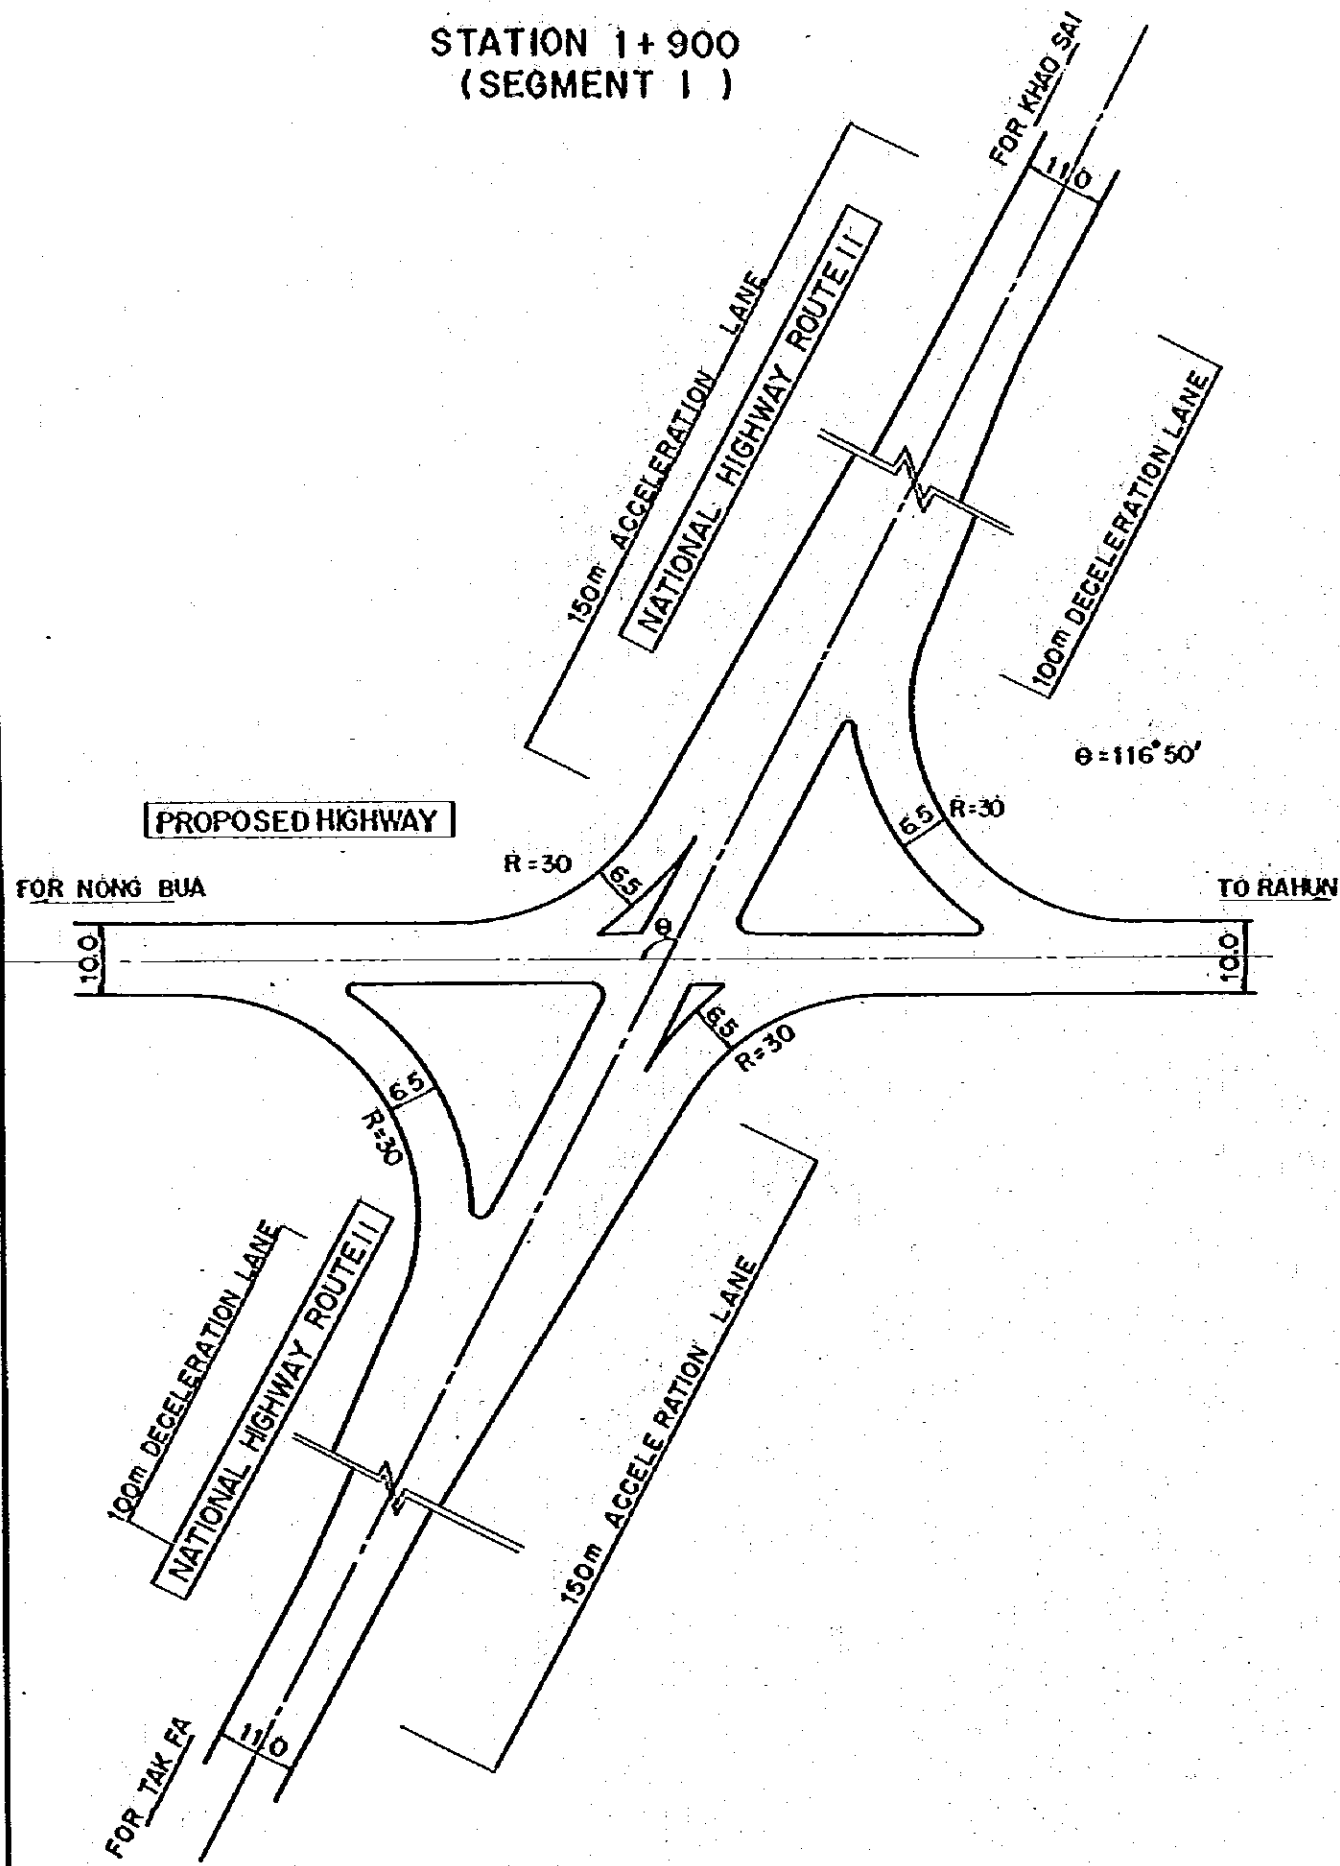 STATION 1+900
(SEGMENT 1 )
FOR KHAO SAI
11.0
150m ACCELERATION LANE
NATIONAL HIGHWAY ROUTE 11
100m DECELERATION LANE
θ=116°50'
PROPOSED HIGHWAY
R=30
6.5
6.5
R=30
FOR NONG BUA
TO RAHUN
10.0
θ
10.0
6.5
R=30
6.5
R=30
100m DECELERATION LANE
NATIONAL HIGHWAY ROUTE 11
150m ACCELERATION LANE
FOR TAK FA
11.0